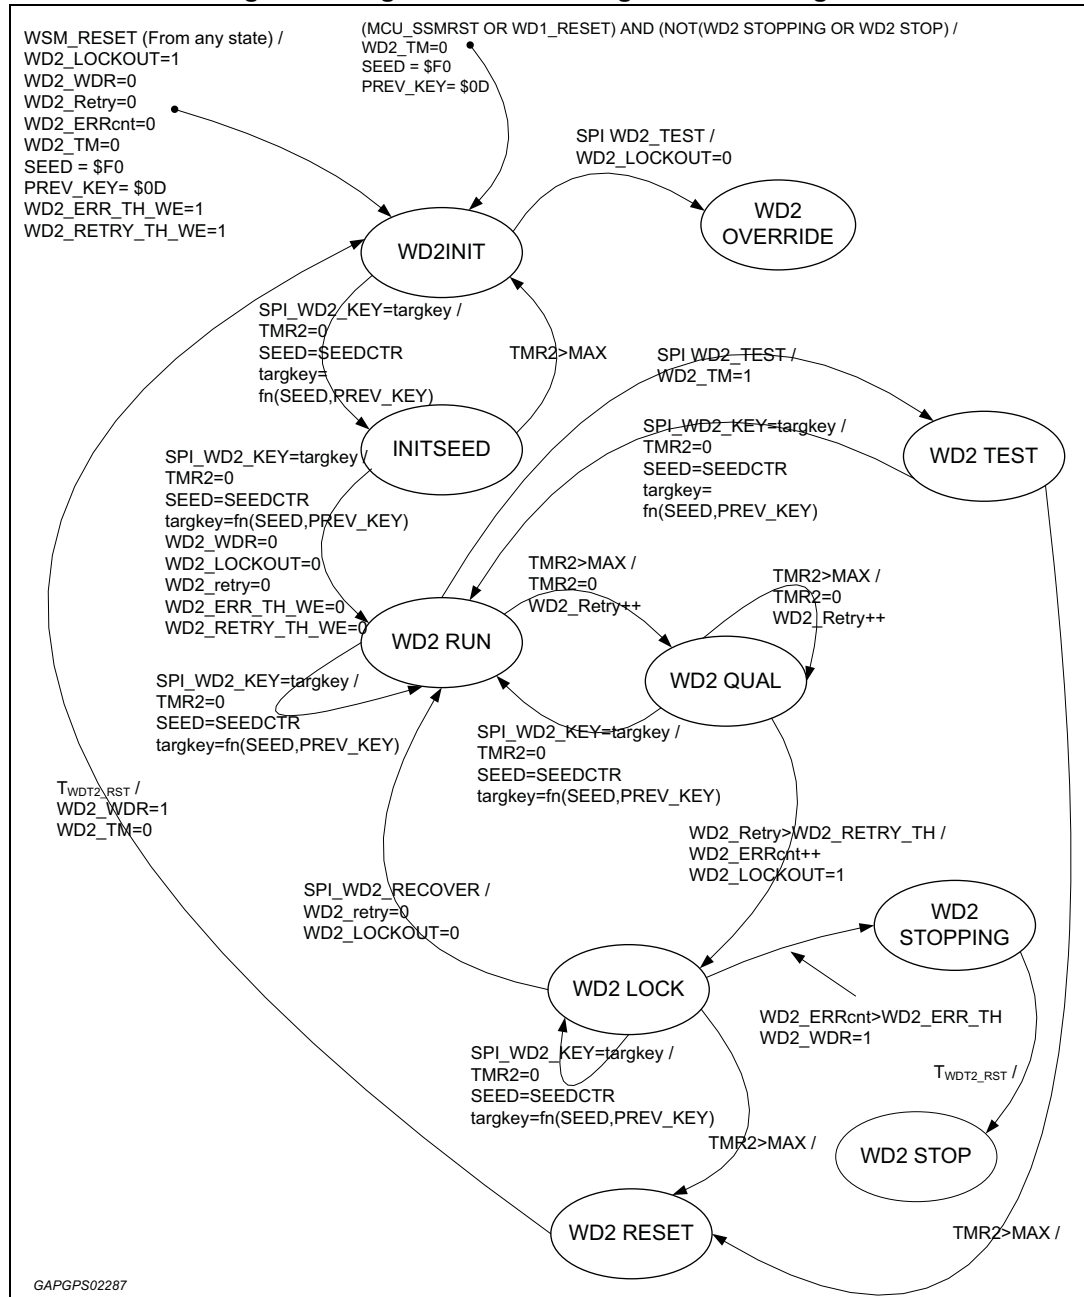 WSM_RESET (From any state) /
WD2_LOCKOUT=1
WD2_WDR=0
WD2_Retry=0
WD2_ERRcnt=0
WD2_TM=0
SEED = $F0
PREV_KEY= $0D
WD2_ERR_TH_WE=1
WD2_RETRY_TH_WE=1
(MCU_SSMRST OR WD1_RESET) AND (NOT(WD2 STOPPING OR WD2 STOP) /
WD2_TM=0
SEED = $F0
PREV_KEY= $0D
SPI WD2_TEST /
WD2_LOCKOUT=0
WD2
OVERRIDE
WD2INIT
SPI_WD2_KEY=targkey /
TMR2=0
SEED=SEEDCTR
targkey=
fn(SEED,PREV_KEY)
TMR2>MAX
SPI WD2_TEST /
WD2_TM=1
INITSEED
SPI_WD2_KEY=targkey /
TMR2=0
SEED=SEEDCTR
targkey=
fn(SEED,PREV_KEY)
WD2 TEST
SPI_WD2_KEY=targkey /
TMR2=0
SEED=SEEDCTR
targkey=fn(SEED,PREV_KEY)
WD2_WDR=0
WD2_LOCKOUT=0
WD2_retry=0
WD2_ERR_TH_WE=0
WD2_RETRY_TH_WE=0
TMR2>MAX /
TMR2=0
WD2_Retry++
TMR2>MAX /
TMR2=0
WD2_Retry++
WD2 RUN
WD2 QUAL
SPI_WD2_KEY=targkey /
TMR2=0
SEED=SEEDCTR
targkey=fn(SEED,PREV_KEY)
SPI_WD2_KEY=targkey /
TMR2=0
SEED=SEEDCTR
targkey=fn(SEED,PREV_KEY)
TWDT2_RST /
WD2_WDR=1
WD2_TM=0
WD2_Retry>WD2_RETRY_TH /
WD2_ERRcnt++
WD2_LOCKOUT=1
SPI_WD2_RECOVER /
WD2_retry=0
WD2_LOCKOUT=0
WD2
STOPPING
WD2 LOCK
WD2_ERRcnt>WD2_ERR_TH
WD2_WDR=1
SPI_WD2_KEY=targkey /
TMR2=0
SEED=SEEDCTR
targkey=fn(SEED,PREV_KEY)
TWDT2_RST /
TMR2>MAX /
WD2 STOP
WD2 RESET
TMR2>MAX /
GAPGPS02287